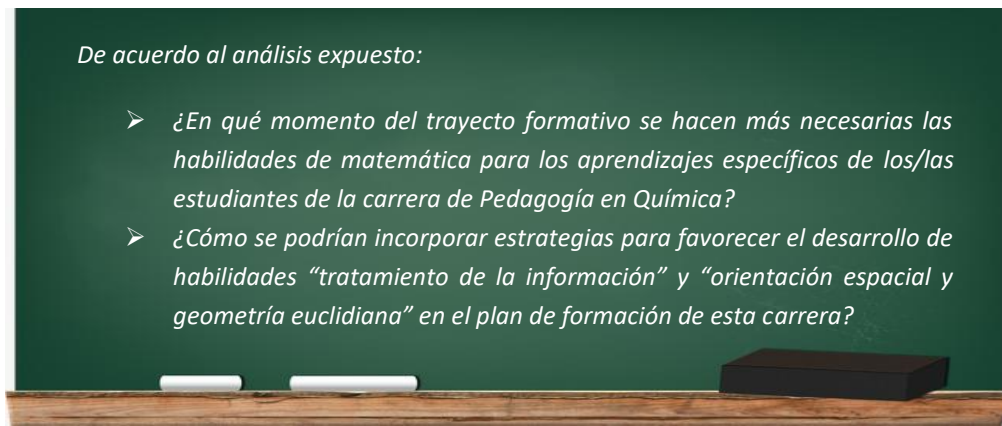 De acuerdo al análisis expuesto:
➢ ¿En qué momento del trayecto formativo se hacen más necesarias las
habilidades de matemática para los aprendizajes específicos de los/las
estudiantes de la carrera de Pedagogía en Química?
➢ ¿Cómo se podrían incorporar estrategias para favorecer el desarrollo de
habilidades “tratamiento de la información” y “orientación espacial y
geometría euclidiana” en el plan de formación de esta carrera?